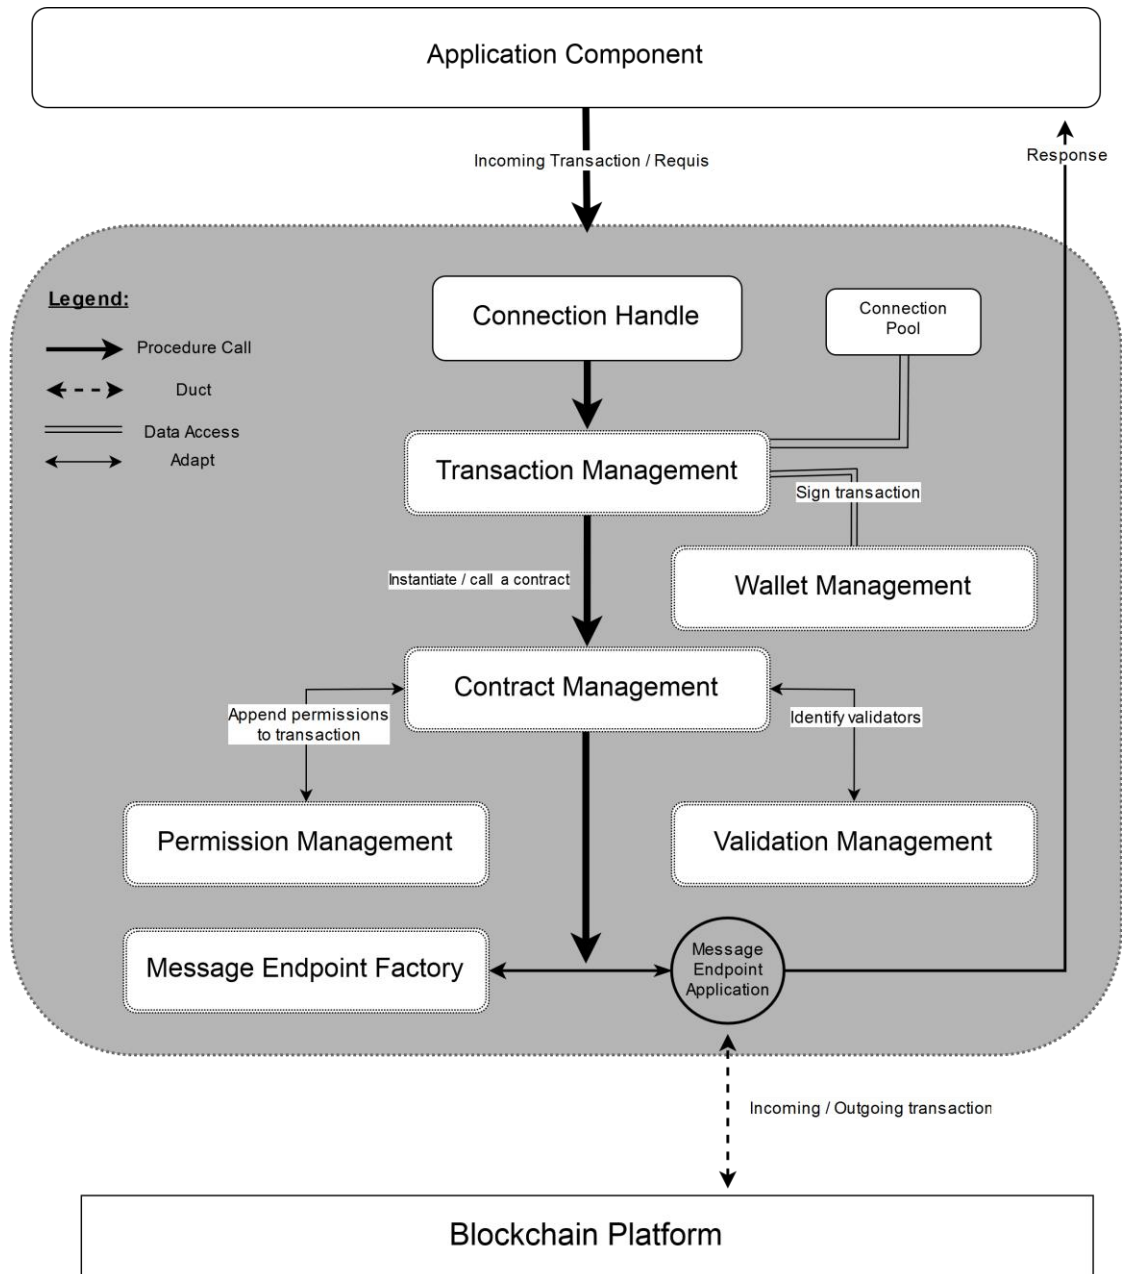 Application Component
Incoming Transaction / Requis
Response
Legend:
Procedure Call
Duct
Data Access
Adapt
Connection Handle
Connection
Pool
Transaction Management
Sign transaction
Instantiate / call a contract
Wallet Management
Contract Management
Append permissions
to transaction
Identify validators
Permission Management
Validation Management
Message Endpoint Factory
Message
Endpoint
Application
Incoming / Outgoing transaction
Blockchain Platform